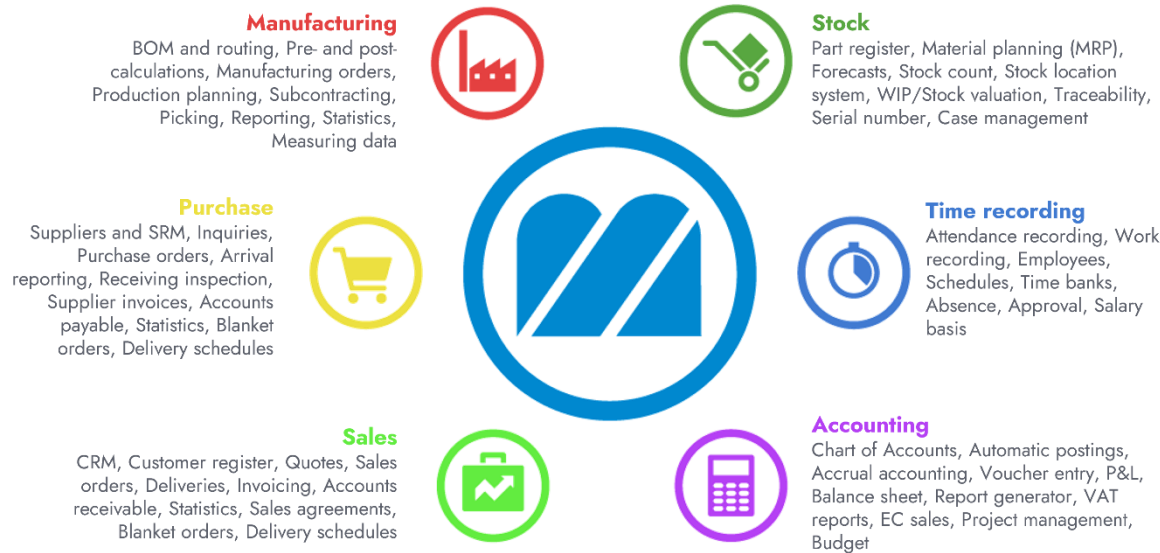 Manufacturing
BOM and routing, Pre- and post-
calculations, Manufacturing orders,
Production planning, Subcontracting,
Picking, Reporting, Statistics,
Measuring data
Stock
Part register, Material planning (MRP),
Forecasts, Stock count, Stock location
system, WIP/Stock valuation, Traceability,
Serial number, Case management
Purchase
Suppliers and SRM, Inquiries,
Purchase orders, Arrival
reporting, Receiving inspection,
Supplier invoices, Accounts
payable, Statistics, Blanket
orders, Delivery schedules
Time recording
Attendance recording, Work
recording, Employees,
Schedules, Time banks,
Absence, Approval, Salary
basis
Sales
CRM, Customer register, Quotes, Sales
orders, Deliveries, Invoicing, Accounts
receivable, Statistics, Sales agreements,
Blanket orders, Delivery schedules
Accounting
Chart of Accounts, Automatic postings,
Accrual accounting, Voucher entry, P&L,
Balance sheet, Report generator, VAT
reports, EC sales, Project management,
Budget